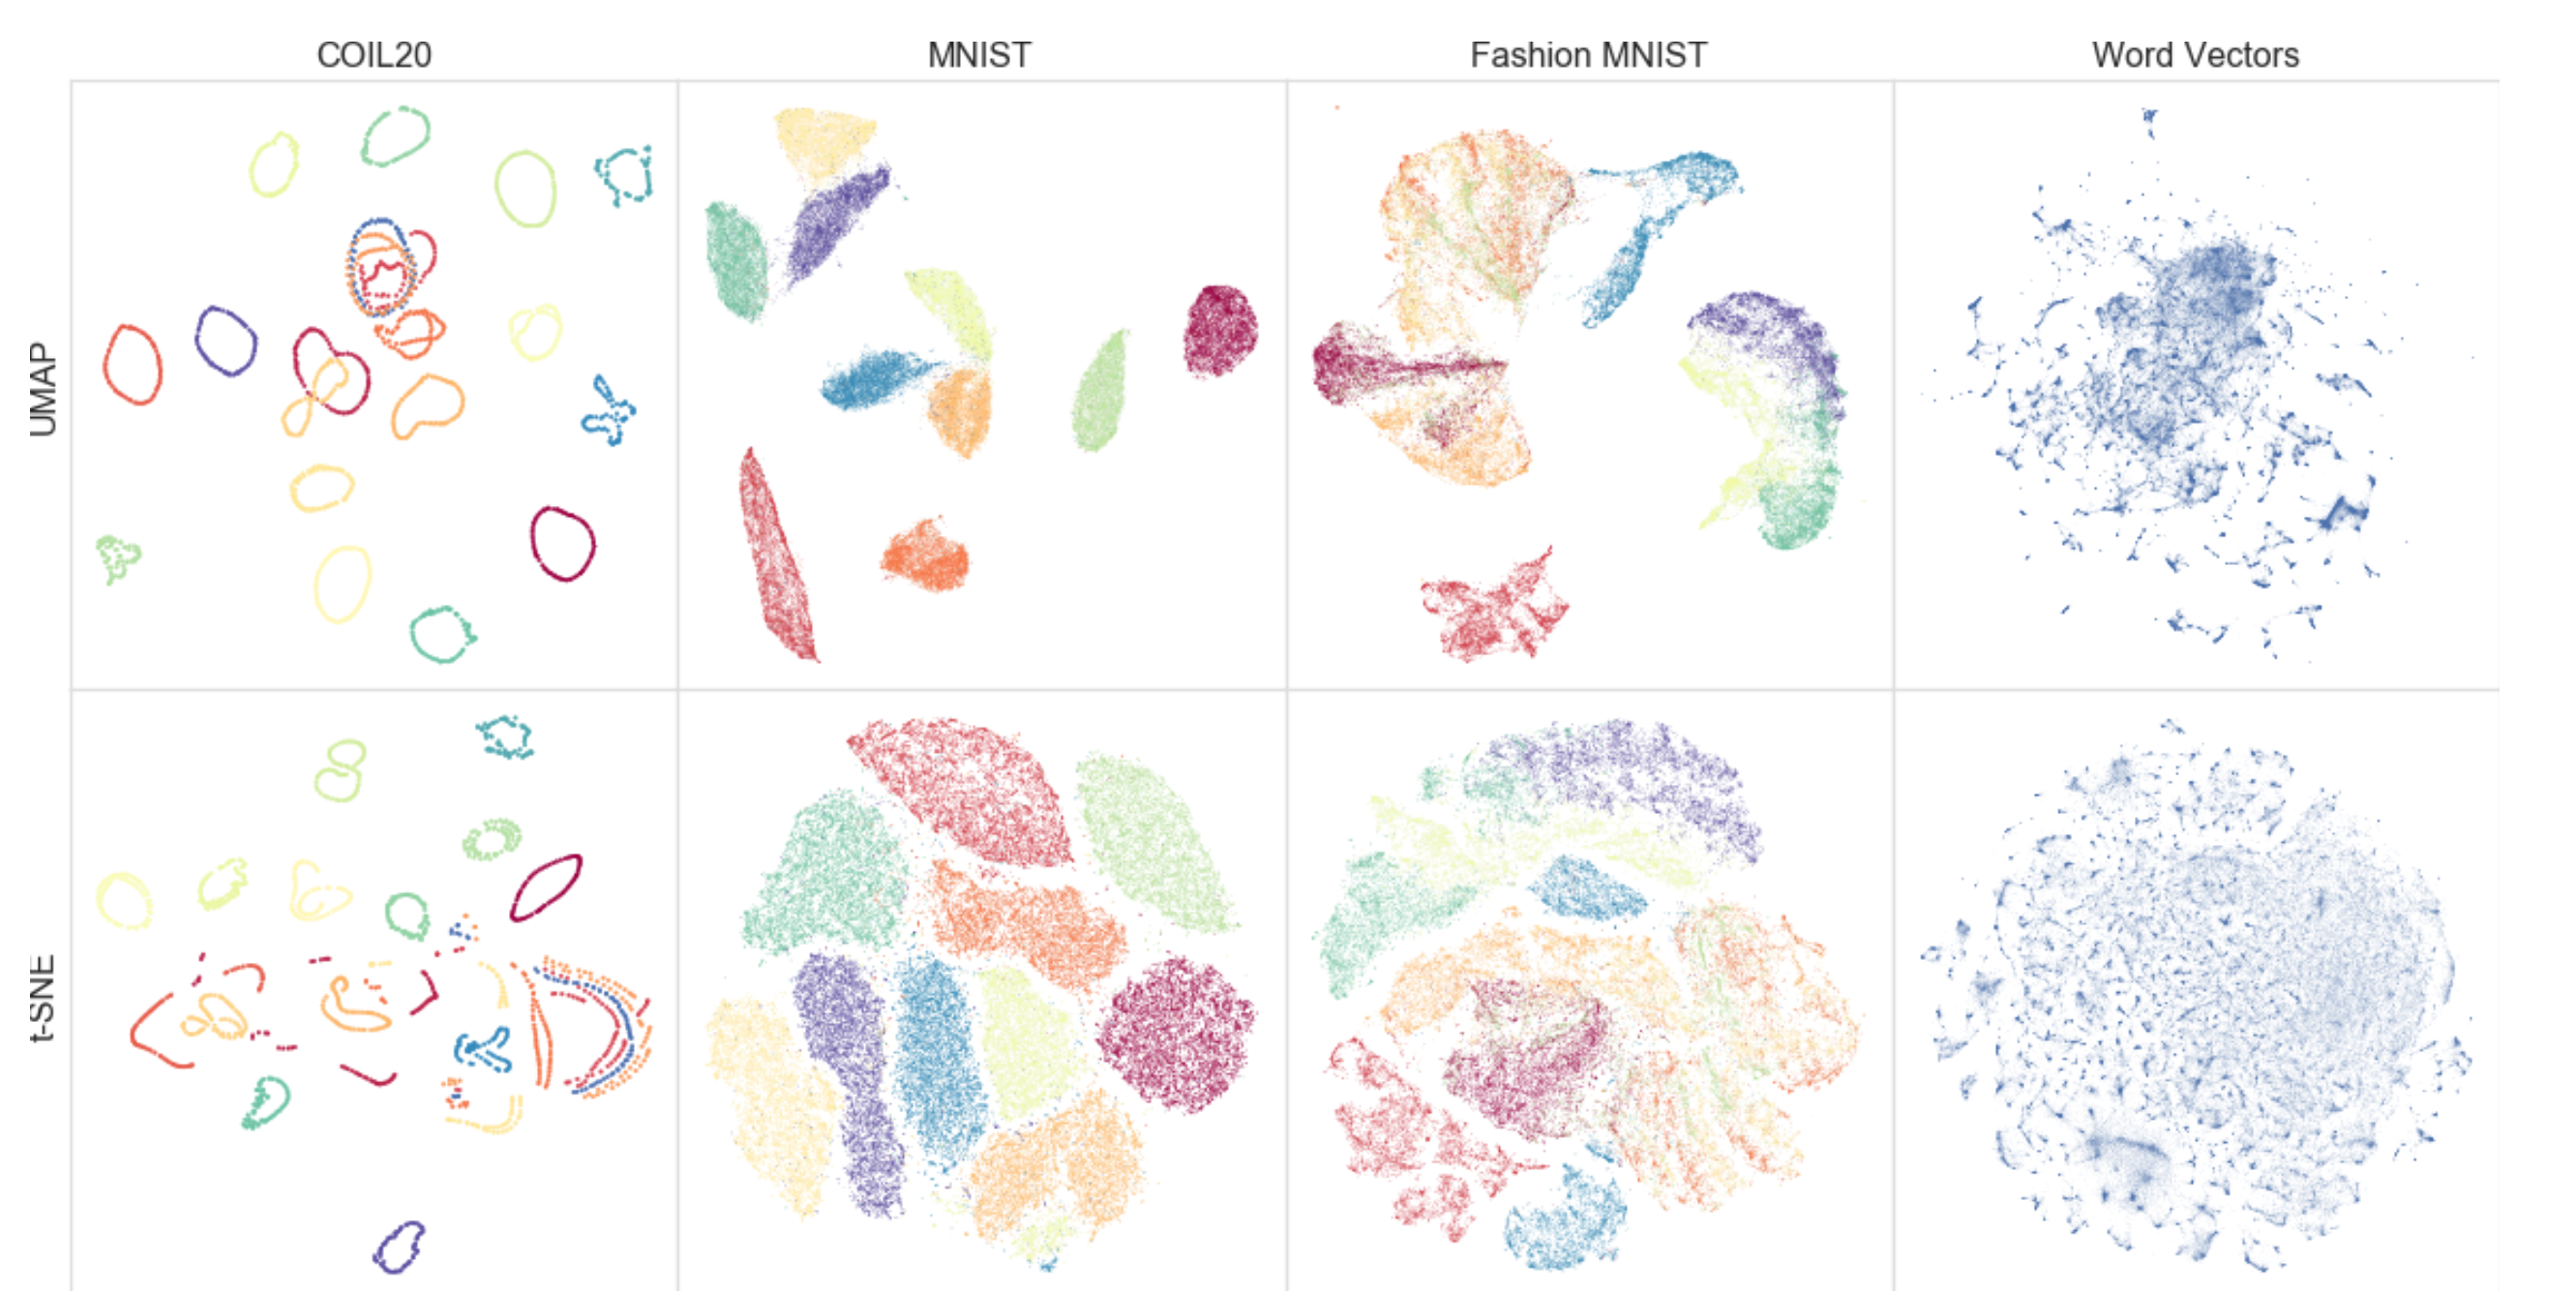 COIL20
MNIST
Fashion MNIST
Word Vectors
UMAP
t-SNE